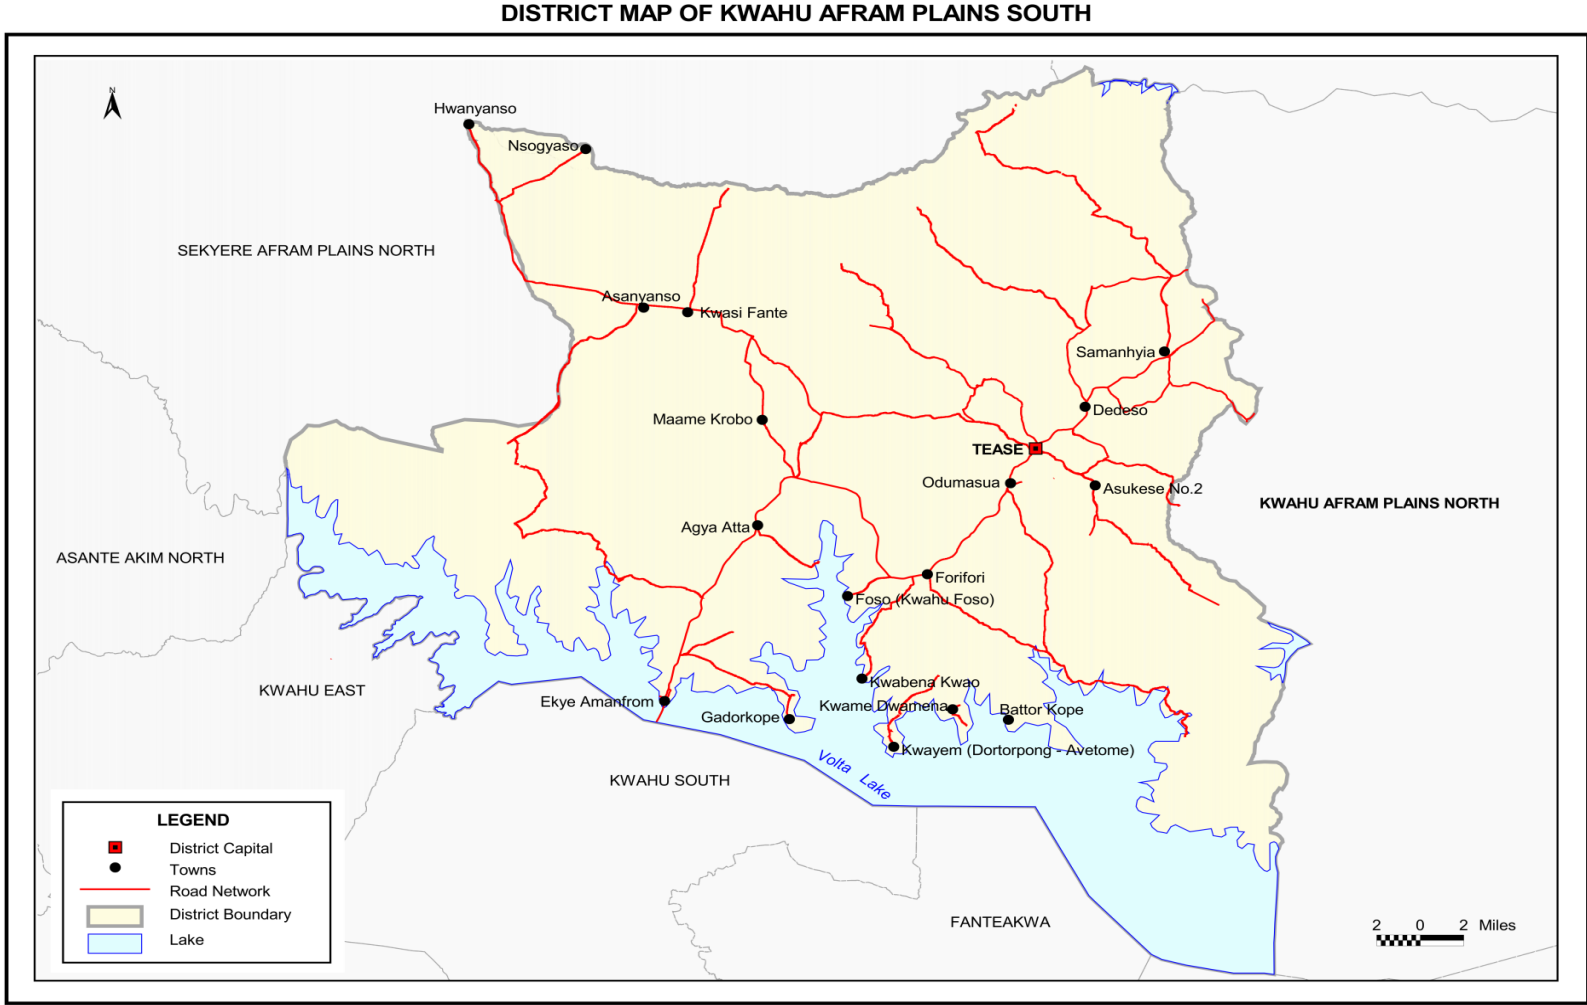 DISTRICT MAP OF KWAHU AFRAM PLAINS SOUTH
N
Hwanyanso
Nsogyaso
SEKYERE AFRAM PLAINS NORTH
Asanyanso
Kwasi Fante
Samanhyia
Dedeso
Maame Krobo
TEASE
Odumasua
Asukese No.2
KWAHU AFRAM PLAINS NORTH
Agya Atta
ASANTE AKIM NORTH
Forifori
Foso (Kwahu Foso)
KWAHU EAST
Kwabena Kwao
Ekye Amanfrom
Kwame Dwamena
Gadorkope
Battor Kope
Kwayem (Dortorpong - Avetome)
Volta Lake
KWAHU SOUTH
FANTEAKWA
LEGEND
District Capital
Towns
Road Network
District Boundary
Lake
2 0 2 Miles